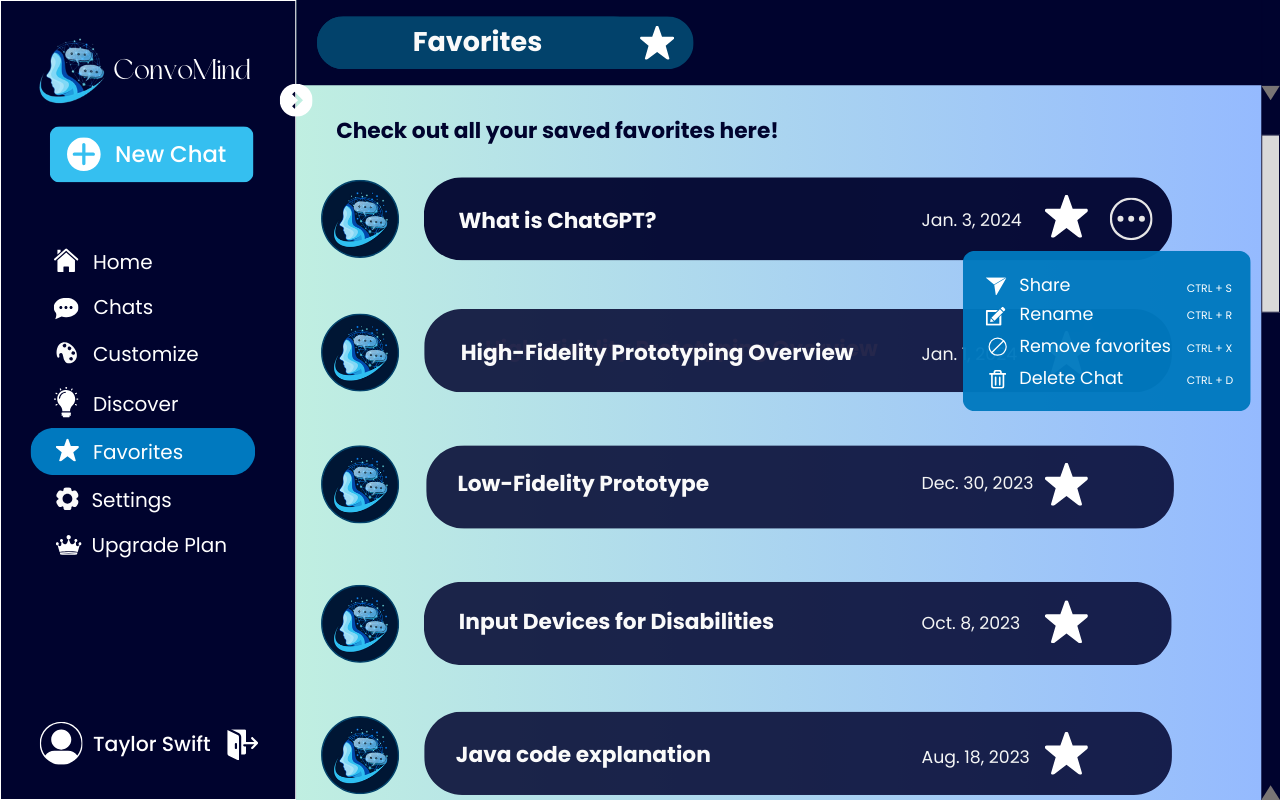 ConvoMind
New Chat
Home
Chats
Customize
Discover
Favorites
Settings
Upgrade Plan
Taylor Swift
Favorites
Check out all your saved favorites here!
What is ChatGPT? Jan. 3, 2024
Share CTRL + S
Rename CTRL + R
Remove favorites CTRL + X
Delete Chat CTRL + D
High-Fidelity Prototyping Overview Jan.
Low-Fidelity Prototype Dec. 30, 2023
Input Devices for Disabilities Oct. 8, 2023
Java code explanation Aug. 18, 2023